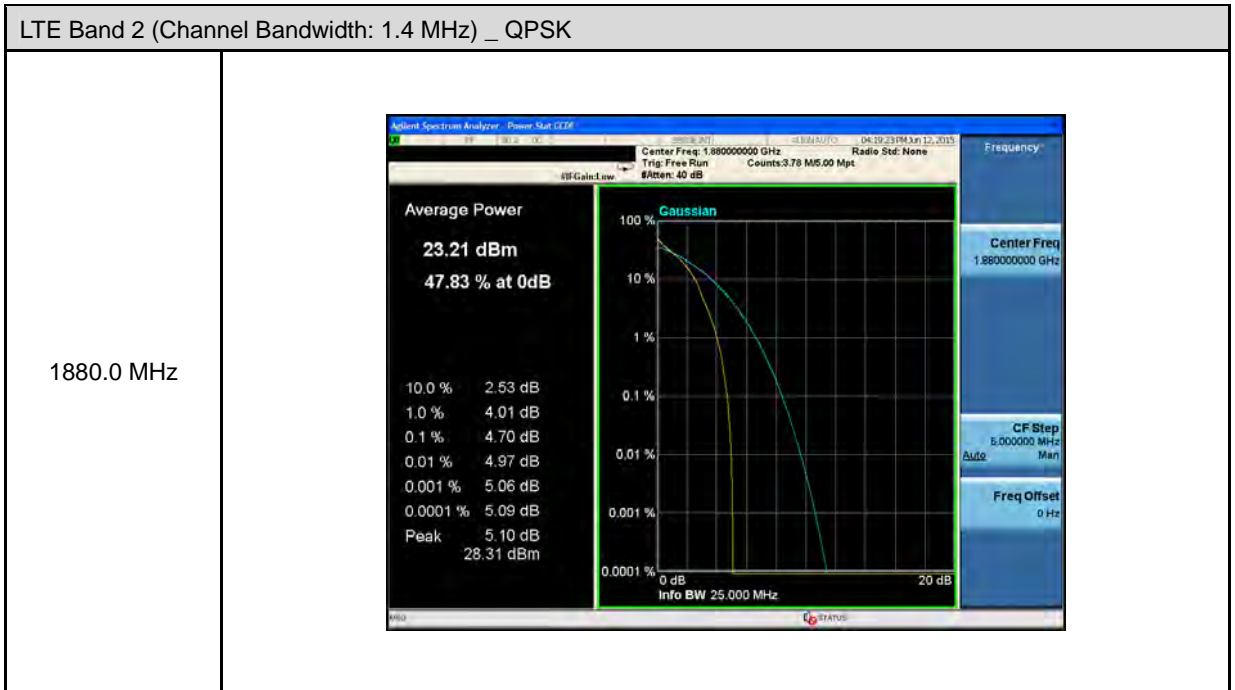 LTE Band 2 (Channel Bandwidth: 1.4 MHz) _ QPSK
1880.0 MHz
Agilent Spectrum Analyzer - Power Stat CCDF
04:19:23 PM Jun 12, 2015
Center Freq: 1.880000000 GHz
Radio Std: None
Trig: Free Run
Counts:3.78 M/5.00 Mpt
#IFGain:Low
#Atten: 40 dB
Average Power
23.21 dBm
47.83 % at 0dB
10.0 % 2.53 dB
1.0 % 4.01 dB
0.1 % 4.70 dB
0.01 % 4.97 dB
0.001 % 5.06 dB
0.0001 % 5.09 dB
Peak 5.10 dB
28.31 dBm
Gaussian
100 %
10 %
1 %
0.1 %
0.01 %
0.001 %
0.0001 %
0 dB
20 dB
Info BW 25.000 MHz
Frequency
Center Freq
1.880000000 GHz
CF Step
5.000000 MHz
Auto Man
Freq Offset
0 Hz
MSG
STATUS